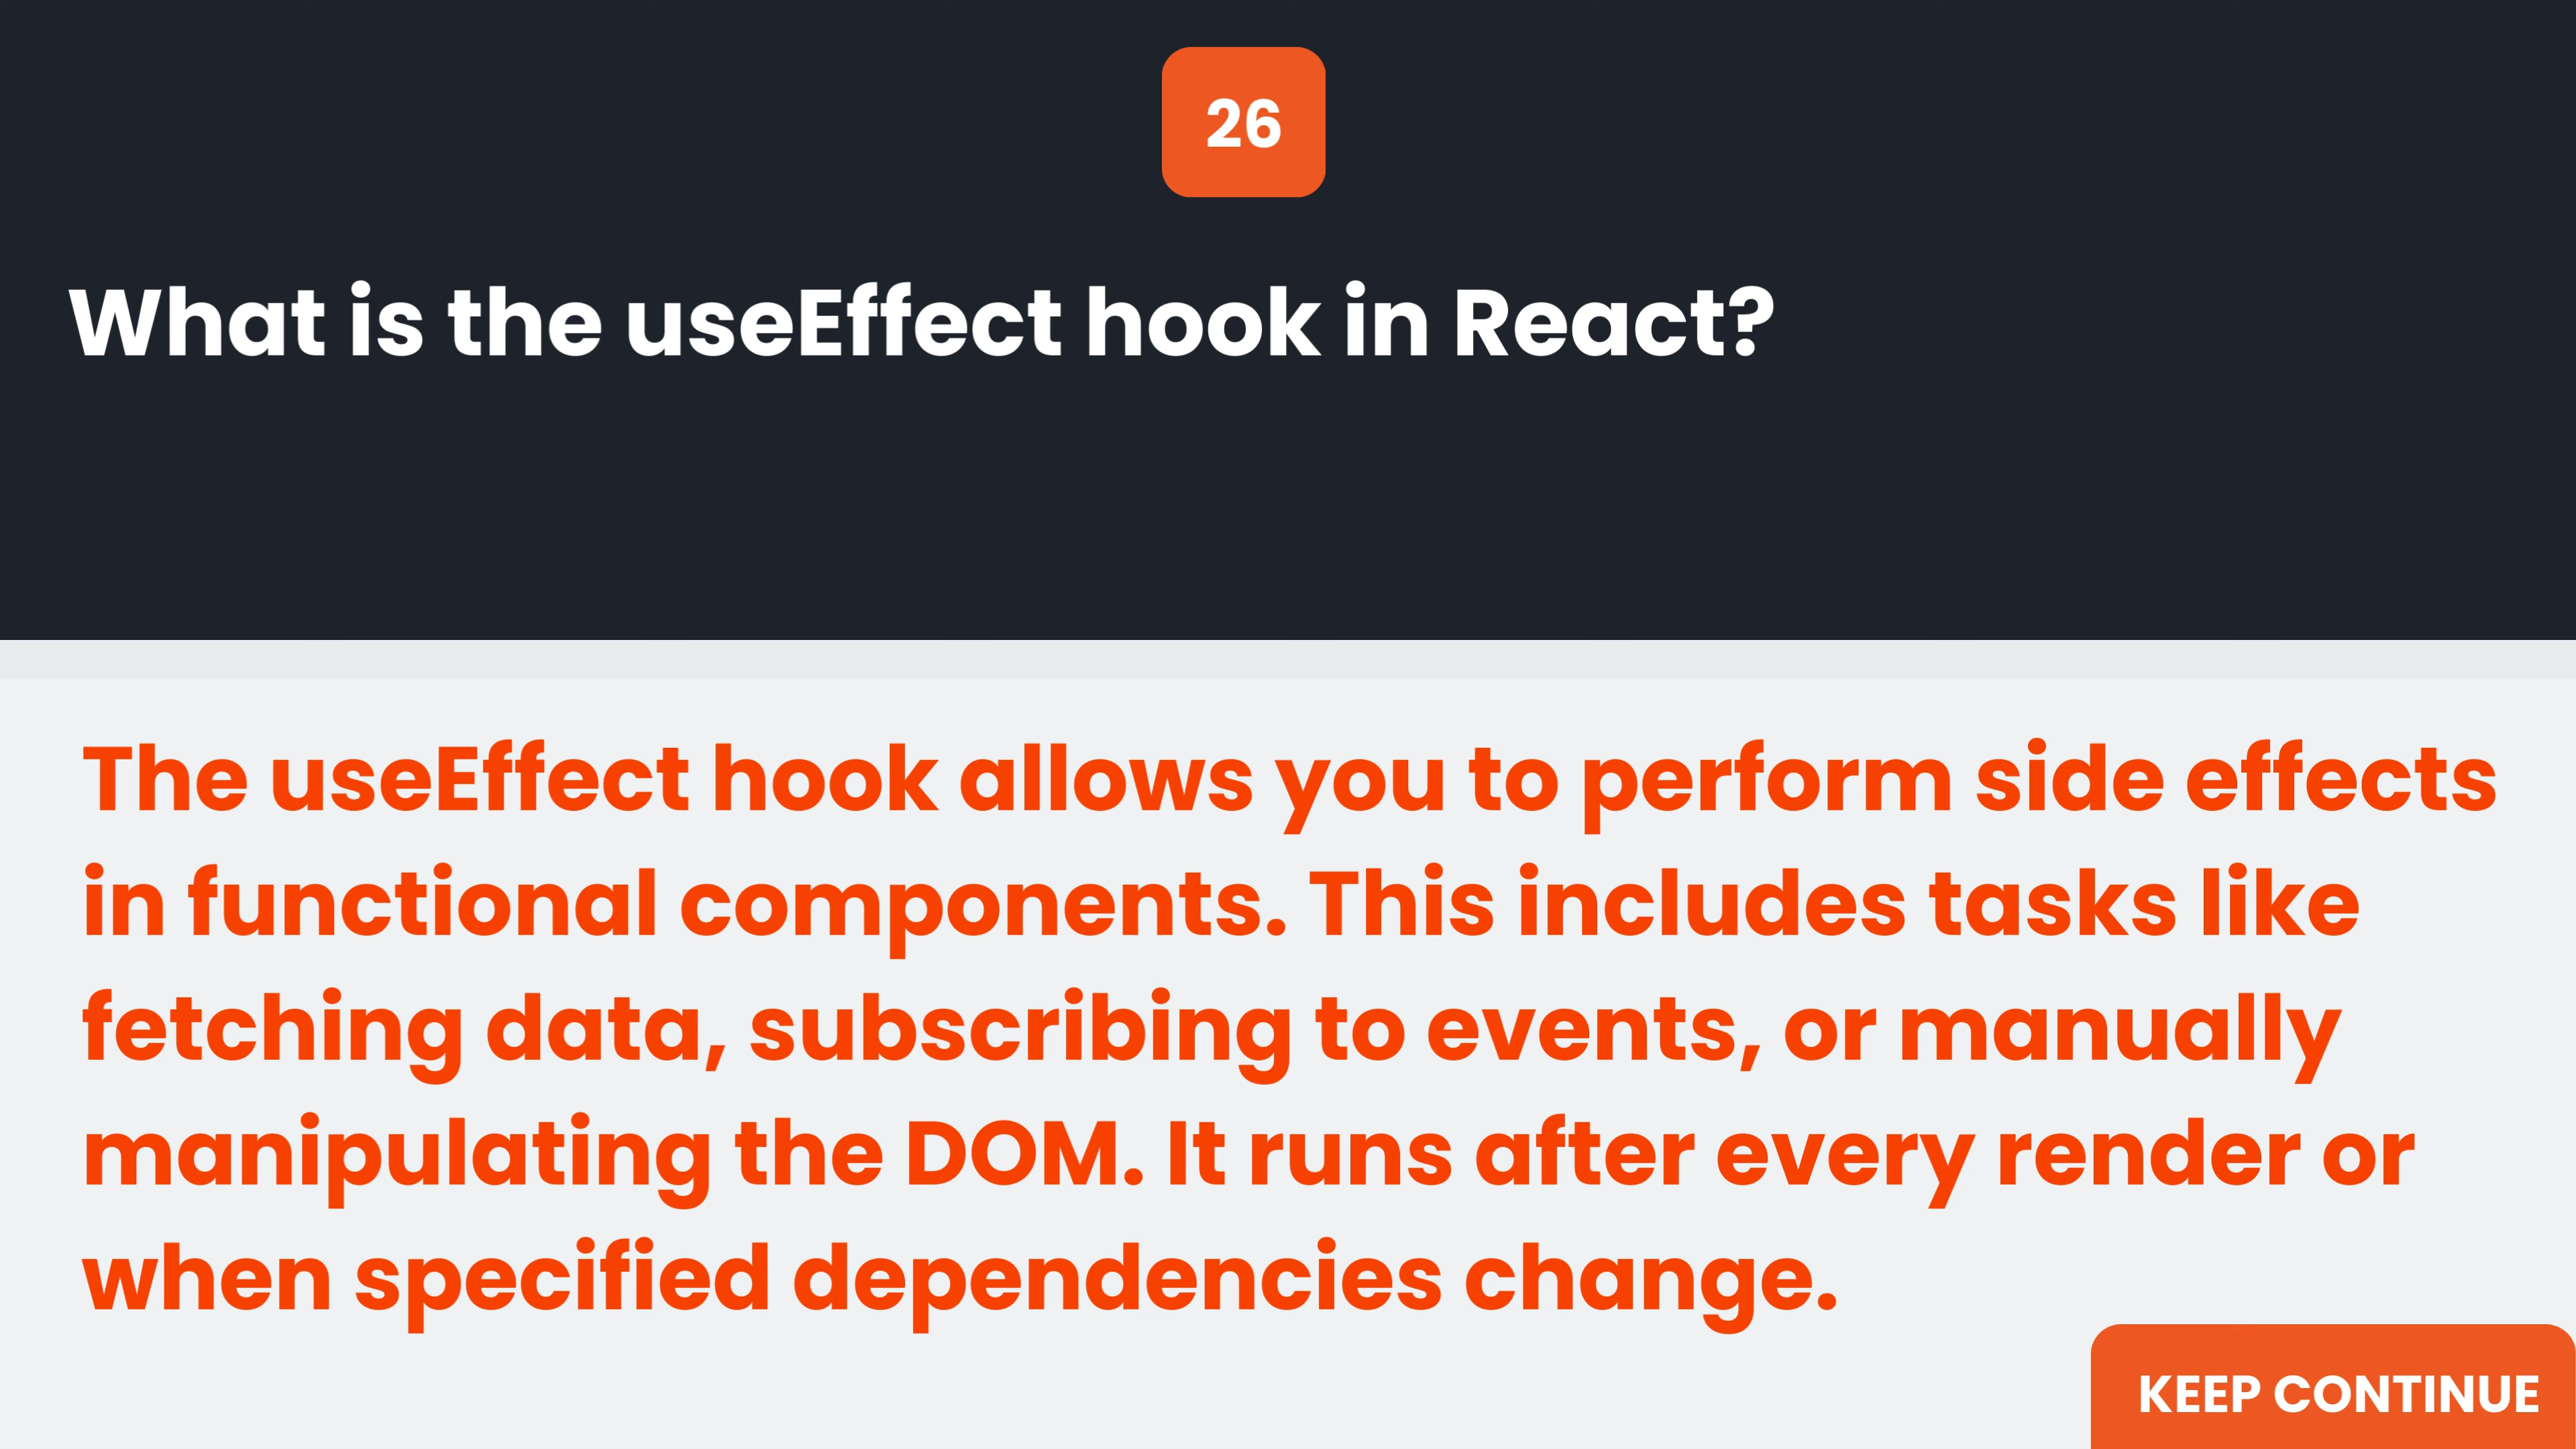 26
What is the useEffect hook in React?
The useEffect hook allows you to perform side effects
in functional components. This includes tasks like
fetching data, subscribing to events, or manually
manipulating the DOM. It runs after every render or
when specified dependencies change.
KEEP CONTINUE